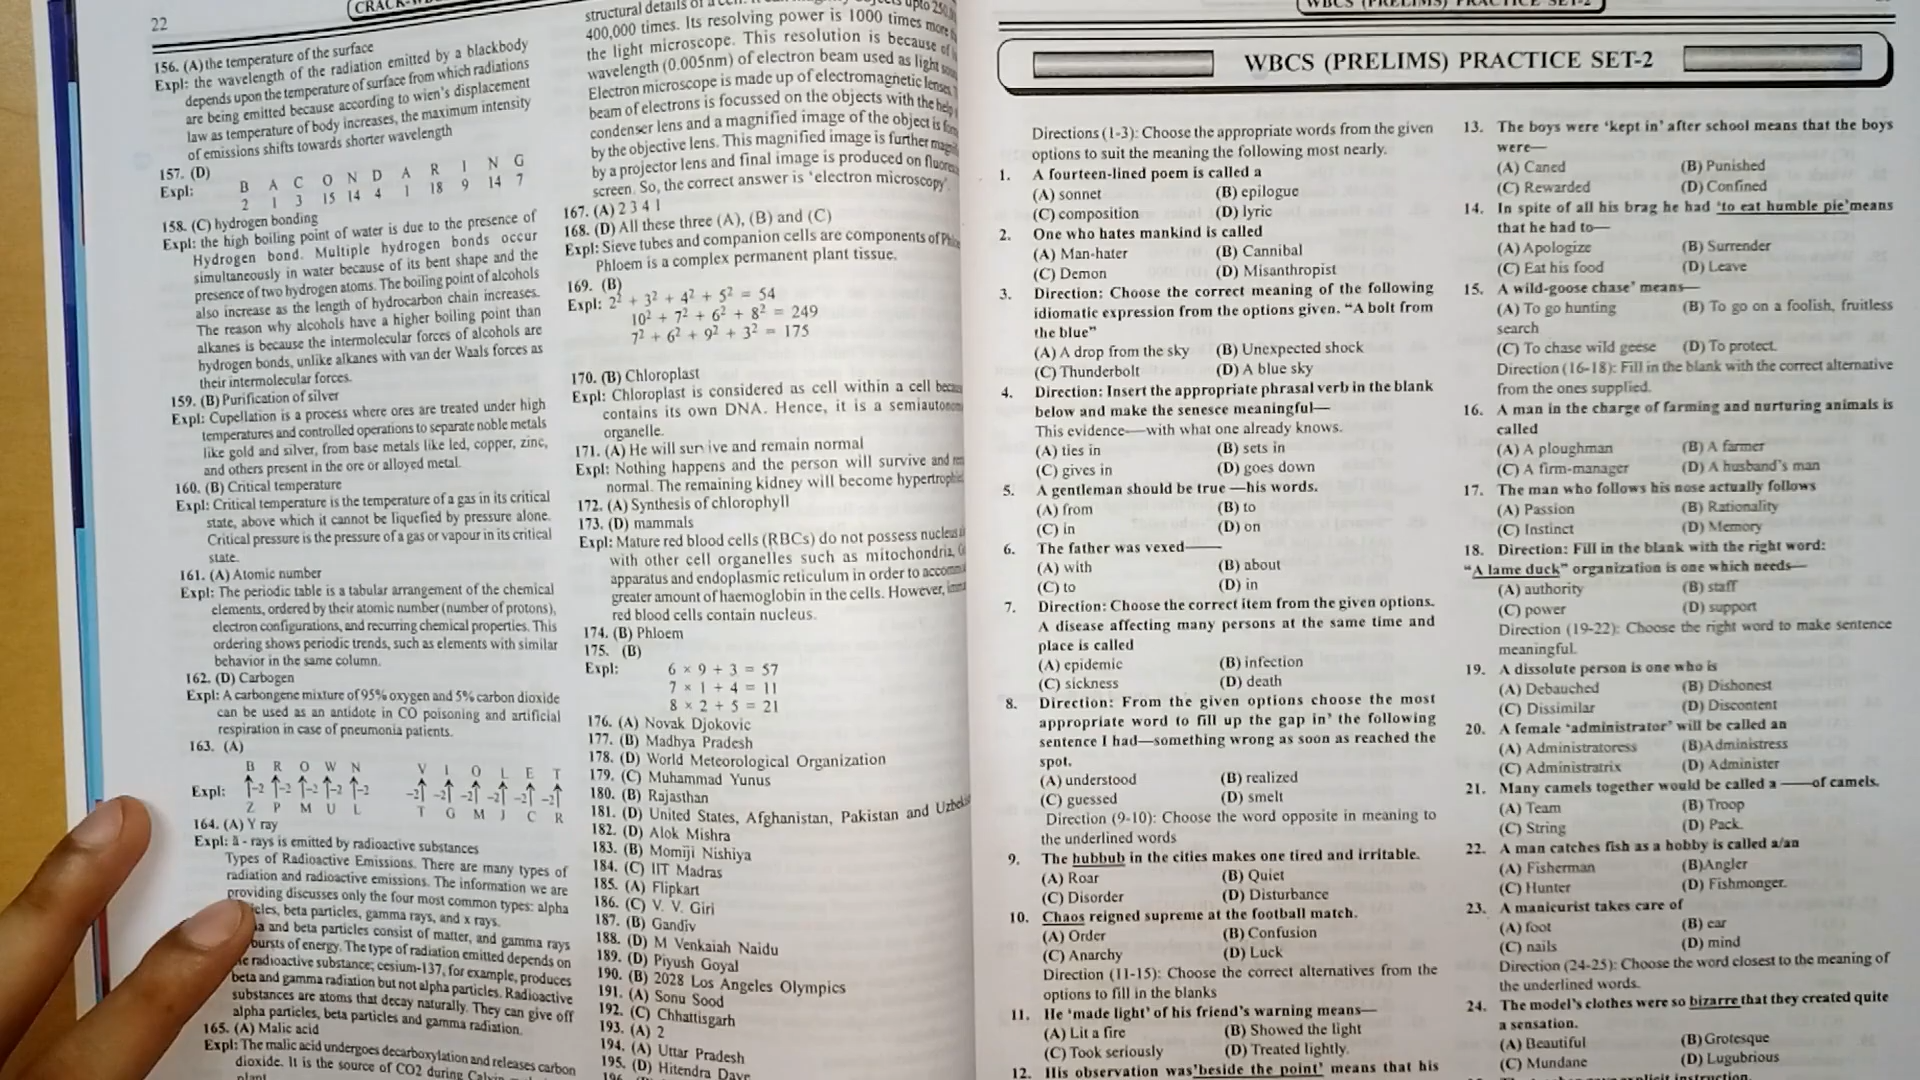 22
156. (A) the temperature of the surface
Expl: the wavelength of the radiation emitted by a blackbody
depends upon the temperature of surface from which radiations
are being emitted because according to wien's displacement
law as temperature of body increases, the maximum intensity
of emissions shifts towards shorter wavelength
157. (D)
Expl: B A C O N D A R I N G
2 1 3 15 14 4 1 18 9 14 7
158. (C) hydrogen bonding
Expl: the high boiling point of water is due to the presence of
Hydrogen bond. Multiple hydrogen bonds occur
simultaneously in water because of its bent shape and the
presence of two hydrogen atoms. The boiling point of alcohols
also increase as the length of hydrocarbon chain increases.
The reason why alcohols have a higher boiling point than
alkanes is because the intermolecular forces of alcohols are
hydrogen bonds, unlike alkanes with van der Waals forces as
their intermolecular forces.
159. (B) Purification of silver
Expl: Cupellation is a process where ores are treated under high
temperatures and controlled operations to separate noble metals
like gold and silver, from base metals like led, copper, zinc,
and others present in the ore or alloyed metal.
160. (B) Critical temperature
Expl: Critical temperature is the temperature of a gas in its critical
state, above which it cannot be liquefied by pressure alone.
Critical pressure is the pressure of a gas or vapour in its critical
state.
161. (A) Atomic number
Expl: The periodic table is a tabular arrangement of the chemical
elements, ordered by their atomic number (number of protons),
electron configurations, and recurring chemical properties. This
ordering shows periodic trends, such as elements with similar
behavior in the same column.
162. (D) Carbogen
Expl: A carbongene mixture of 95% oxygen and 5% carbon dioxide
can be used as an antidote in CO poisoning and artificial
respiration in case of pneumonia patients.
163. (A)
B R O W N V I O L E T
Expl: -2 -2 -2 -2 -2 -2 -2 -2 -2 -2 -2
Z P M U L T G M J C R
164. (A) Y ray
Expl: ā - rays is emitted by radioactive substances
Types of Radioactive Emissions. There are many types of
radiation and radioactive emissions. The information we are
providing discusses only the four most common types: alpha
beta particles, gamma rays, and x rays.
and beta particles consist of matter, and gamma rays
bursts of energy. The type of radiation emitted depends on
radioactive substance; cesium-137, for example, produces
beta and gamma radiation but not alpha particles. Radioactive
substances are atoms that decay naturally. They can give off
alpha particles, beta particles and gamma radiation.
165. (A) Malic acid
Expl: The malic acid undergoes decarboxylation and releases carbon
dioxide. It is the source of CO2 during Calvin
structural details of a
400,000 times. Its resolving power is 1000 times more
the light microscope. This resolution is because of
wavelength (0.005nm) of electron beam used as light
Electron microscope is made up of electromagnetic lenses
beam of electrons is focussed on the objects with the help
condenser lens and a magnified image of the object is
by the objective lens. This magnified image is further
by a projector lens and final image is produced on
screen. So, the correct answer is 'electron microscopy'
167. (A) 2 3 4 1
168. (D) All these three (A), (B) and (C)
Expl: Sieve tubes and companion cells are components of
Phloem is a complex permanent plant tissue.
169. (B)
Expl: 2² + 3² + 4² + 5² = 54
10² + 7² + 6² + 8² = 249
7² + 6² + 9² + 3² = 175
170. (B) Chloroplast
Expl: Chloroplast is considered as cell within a cell
contains its own DNA. Hence, it is a
organelle.
171. (A) He will survive and remain normal
Expl: Nothing happens and the person will survive and
normal. The remaining kidney will become
172. (A) Synthesis of chlorophyll
173. (D) mammals
Expl: Mature red blood cells (RBCs) do not possess nucleus
with other cell organelles such as mitochondria,
apparatus and endoplasmic reticulum in order to
greater amount of haemoglobin in the cells. However,
red blood cells contain nucleus.
174. (B) Phloem
175. (B)
Expl: 6 × 9 + 3 = 57
7 × 1 + 4 = 11
8 × 2 + 5 = 21
176. (A) Novak Djokovic
177. (B) Madhya Pradesh
178. (D) World Meteorological Organization
179. (C) Muhammad Yunus
180. (B) Rajasthan
181. (D) United States, Afghanistan, Pakistan and
182. (D) Alok Mishra
183. (B) Momiji Nishiya
184. (C) IIT Madras
185. (A) Flipkart
186. (C) V. V. Giri
187. (B) Gandiv
188. (D) M Venkaiah Naidu
189. (D) Piyush Goyal
190. (B) 2028 Los Angeles Olympics
191. (A) Sonu Sood
192. (C) Chhattisgarh
193. (A) 2
194. (A) Uttar Pradesh
195. (D) Hitendra Dave
WBCS (PRELIMS) PRACTICE SET-2
WBCS (PRELIMS) PRACTICE SET-2
Directions (1-3): Choose the appropriate words from the given
options to suit the meaning the following most nearly.
1. A fourteen-lined poem is called a
(A) sonnet (B) epilogue
(C) composition (D) lyric
2. One who hates mankind is called
(A) Man-hater (B) Cannibal
(C) Demon (D) Misanthropist
3. Direction: Choose the correct meaning of the following
idiomatic expression from the options given. "A bolt from
the blue"
(A) A drop from the sky (B) Unexpected shock
(C) Thunderbolt (D) A blue sky
4. Direction: Insert the appropriate phrasal verb in the blank
below and make the senesce meaningful—
This evidence—with what one already knows.
(A) ties in (B) sets in
(C) gives in (D) goes down
5. A gentleman should be true —his words.
(A) from (B) to
(C) in (D) on
6. The father was vexed——
(A) with (B) about
(C) to (D) in
7. Direction: Choose the correct item from the given options.
A disease affecting many persons at the same time and
place is called
(A) epidemic (B) infection
(C) sickness (D) death
8. Direction: From the given options choose the most
appropriate word to fill up the gap in' the following
sentence I had—something wrong as soon as reached the
spot.
(A) understood (B) realized
(C) guessed (D) smelt
Direction (9-10): Choose the word opposite in meaning to
the underlined words
9. The hubbub in the cities makes one tired and irritable.
(A) Roar (B) Quiet
(C) Disorder (D) Disturbance
10. Chaos reigned supreme at the football match.
(A) Order (B) Confusion
(C) Anarchy (D) Luck
Direction (11-15): Choose the correct alternatives from the
options to fill in the blanks
11. He 'made light' of his friend's warning means—
(A) Lit a fire (B) Showed the light
(C) Took seriously (D) Treated lightly.
12. His observation was 'beside the point' means that his
13. The boys were 'kept in' after school means that the boys
were—
(A) Caned (B) Punished
(C) Rewarded (D) Confined
14. In spite of all his brag he had 'to eat humble pie' means
that he had to—
(A) Apologize (B) Surrender
(C) Eat his food (D) Leave
15. A wild-goose chase' means—
(A) To go hunting (B) To go on a foolish, fruitless
search
(C) To chase wild geese (D) To protect.
Direction (16-18): Fill in the blank with the correct alternative
from the ones supplied.
16. A man in the charge of farming and nurturing animals is
called
(A) A ploughman (B) A farmer
(C) A firm-manager (D) A husband's man
17. The man who follows his nose actually follows
(A) Passion (B) Rationality
(C) Instinct (D) Memory
18. Direction: Fill in the blank with the right word:
"A lame duck" organization is one which needs—
(A) authority (B) staff
(C) power (D) support
Direction (19-22): Choose the right word to make sentence
meaningful.
19. A dissolute person is one who is
(A) Debauched (B) Dishonest
(C) Dissimilar (D) Discontent
20. A female 'administrator' will be called an
(A) Administratoress (B)Administress
(C) Administratrix (D) Administer
21. Many camels together would be called a ——of camels.
(A) Team (B) Troop
(C) String (D) Pack.
22. A man catches fish as a hobby is called a/an
(A) Fisherman (B)Angler
(C) Hunter (D) Fishmonger.
23. A manicurist takes care of
(A) foot (B) ear
(C) nails (D) mind
Direction (24-25): Choose the word closest to the meaning of
the underlined words.
24. The model's clothes were so bizarre that they created quite
a sensation.
(A) Beautiful (B) Grotesque
(C) Mundane (D) Lugubrious